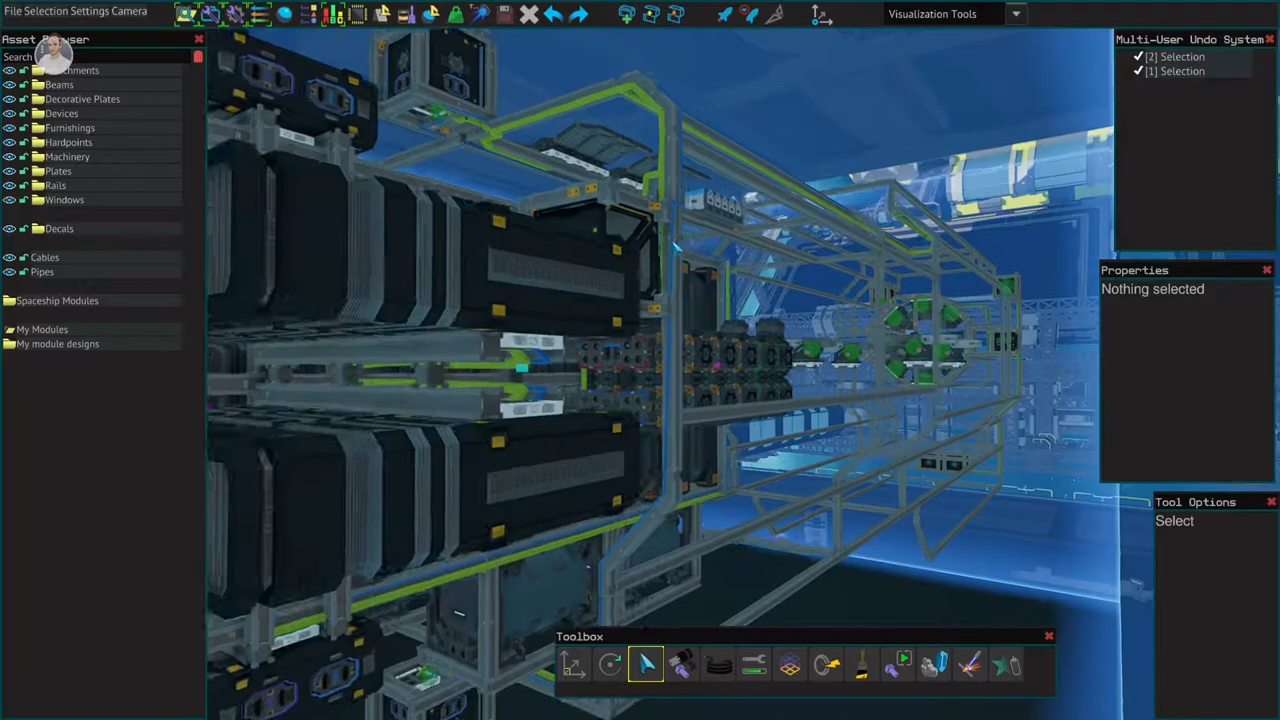 File Selection Settings Camera
Visualization Tools
Asset Browser
Search
Attachments
Beams
Decorative Plates
Devices
Furnishings
Hardpoints
Machinery
Plates
Rails
Windows
Decals
Cables
Pipes
Spaceship Modules
My Modules
My module designs
Multi-User Undo System
[2] Selection
[1] Selection
Properties
Nothing selected
Tool Options
Select
Toolbox